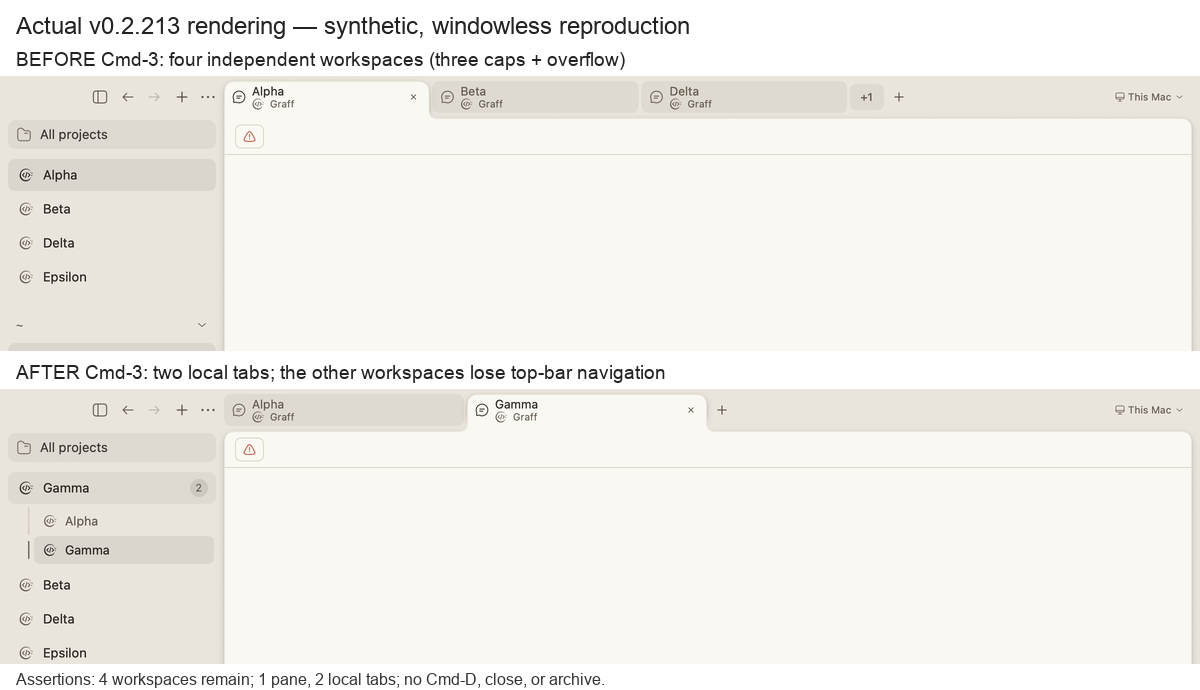 Actual v0.2.213 rendering — synthetic, windowless reproduction
BEFORE Cmd-3: four independent workspaces (three caps + overflow)
Alpha
Graff
Beta
Graff
Delta
Graff
+1
This Mac
All projects
Alpha
Beta
Delta
Epsilon
~
AFTER Cmd-3: two local tabs; the other workspaces lose top-bar navigation
Alpha
Graff
Gamma
Graff
This Mac
All projects
Gamma 2
Alpha
Gamma
Beta
Delta
Epsilon
Assertions: 4 workspaces remain; 1 pane, 2 local tabs; no Cmd-D, close, or archive.